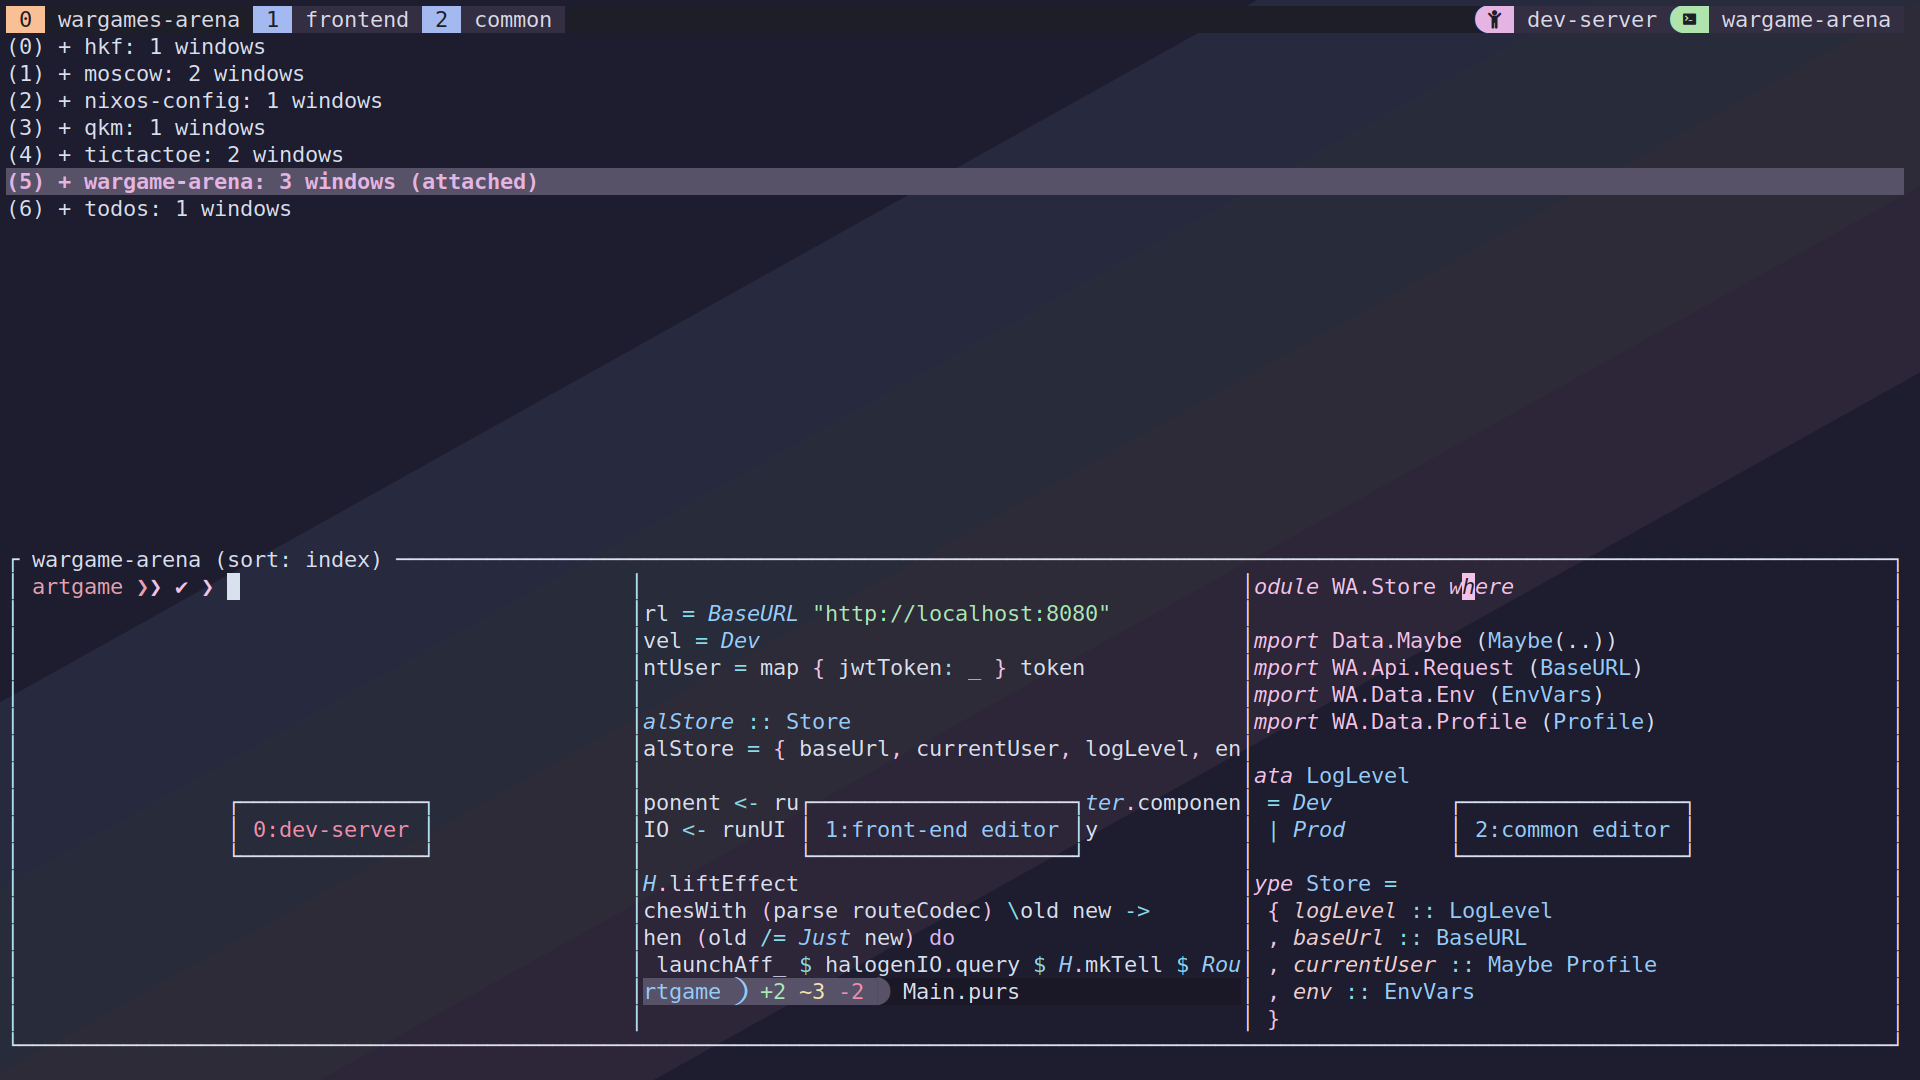 0 wargames-arena 1 frontend 2 common dev-server wargame-arena
(0) + hkf: 1 windows
(1) + moscow: 2 windows
(2) + nixos-config: 1 windows
(3) + qkm: 1 windows
(4) + tictactoe: 2 windows
(5) + wargame-arena: 3 windows (attached)
(6) + todos: 1 windows
wargame-arena (sort: index)
artgame ❯❯ ✔ ❯
0:dev-server
rl = BaseURL "http://localhost:8080"
vel = Dev
ntUser = map { jwtToken: _ } token
alStore :: Store
alStore = { baseUrl, currentUser, logLevel, en
ponent <- ru ter.componen
IO <- runUI 1:front-end editor y
H.liftEffect
chesWith (parse routeCodec) \old new ->
hen (old /= Just new) do
launchAff_ $ halogenIO.query $ H.mkTell $ Rou
rtgame +2 ~3 -2 Main.purs
odule WA.Store where
mport Data.Maybe (Maybe(..))
mport WA.Api.Request (BaseURL)
mport WA.Data.Env (EnvVars)
mport WA.Data.Profile (Profile)
ata LogLevel
= Dev
| Prod 2:common editor
ype Store =
{ logLevel :: LogLevel
, baseUrl :: BaseURL
, currentUser :: Maybe Profile
, env :: EnvVars
}